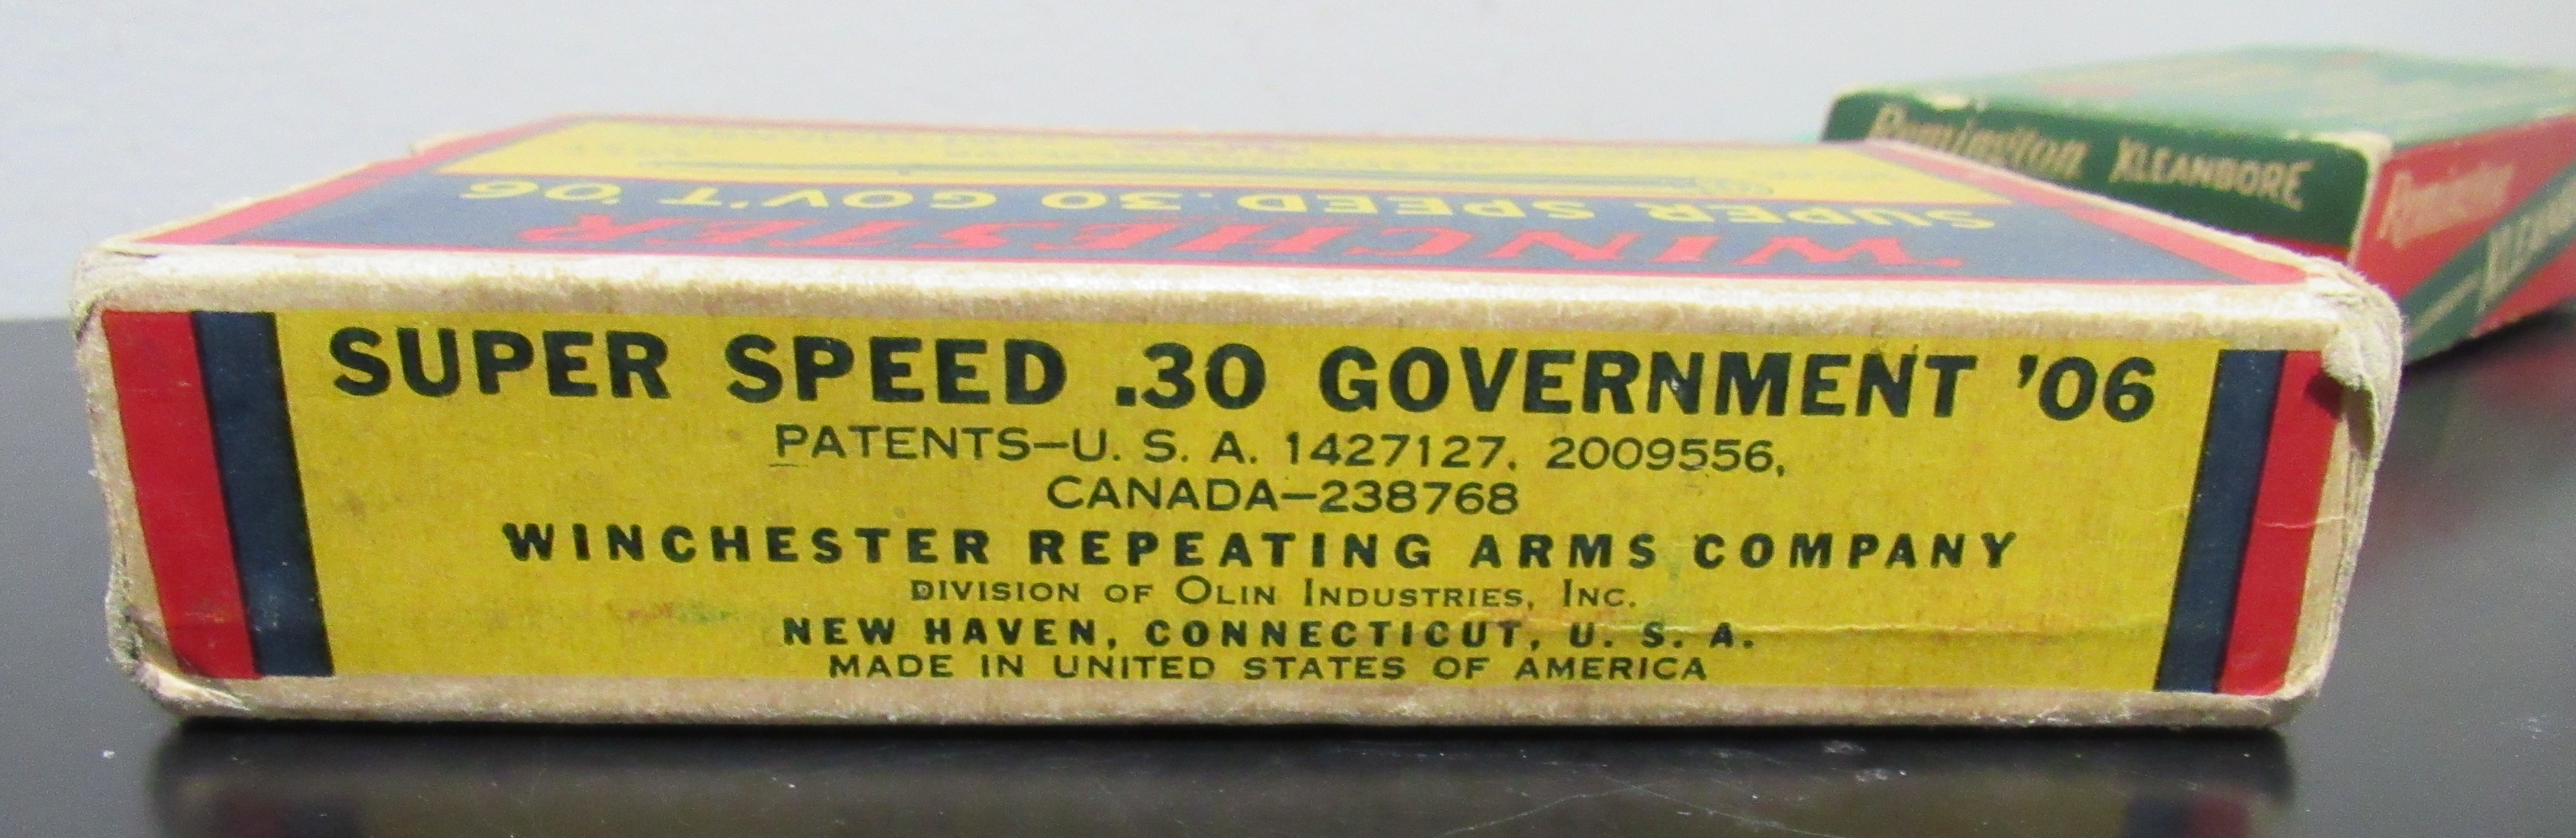 SUPER SPEED .30 GOV'T '06
WINCHESTER
SUPER SPEED .30 GOVERNMENT '06
PATENTS—U. S. A. 1427127, 2009556,
CANADA—238768
WINCHESTER REPEATING ARMS COMPANY
DIVISION OF OLIN INDUSTRIES, INC.
NEW HAVEN, CONNECTICUT, U. S. A.
MADE IN UNITED STATES OF AMERICA
Remington KLEANBORE
Remington